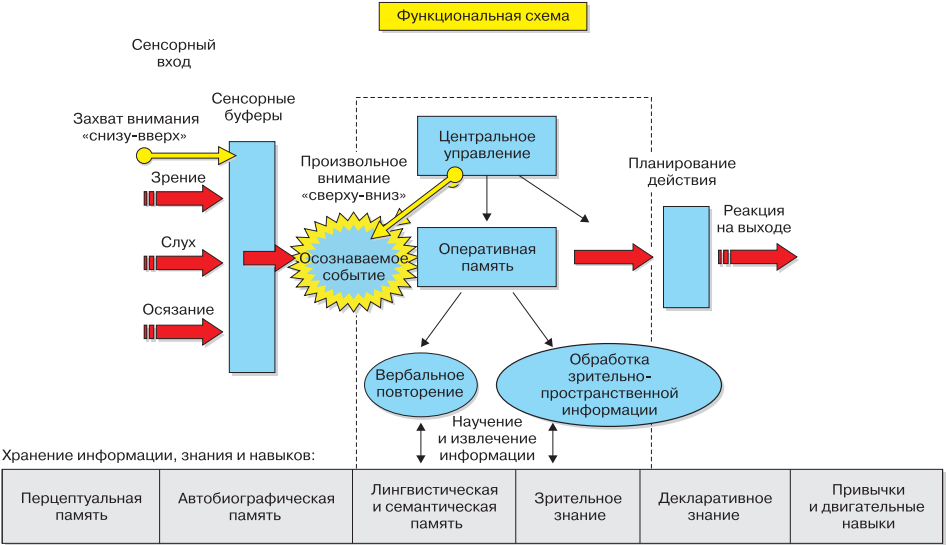 Функциональная схема
Сенсорный
вход
Сенсорные
буферы
Захват внимания
«снизу-вверх»
Зрение
Слух
Осязание
Произвольное
внимание
«сверху-вниз»
Центральное
управление
Планирование
действия
Реакция
на выходе
Осознаваемое
событие
Оперативная
память
Вербальное
повторение
Обработка
зрительно-
пространственной
информации
Научение
и извлечение
информации
Хранение информации, знания и навыков:
Перцептуальная
память
Автобиографическая
память
Лингвистическая
и семантическая
память
Зрительное
знание
Декларативное
знание
Привычки
и двигательные
навыки